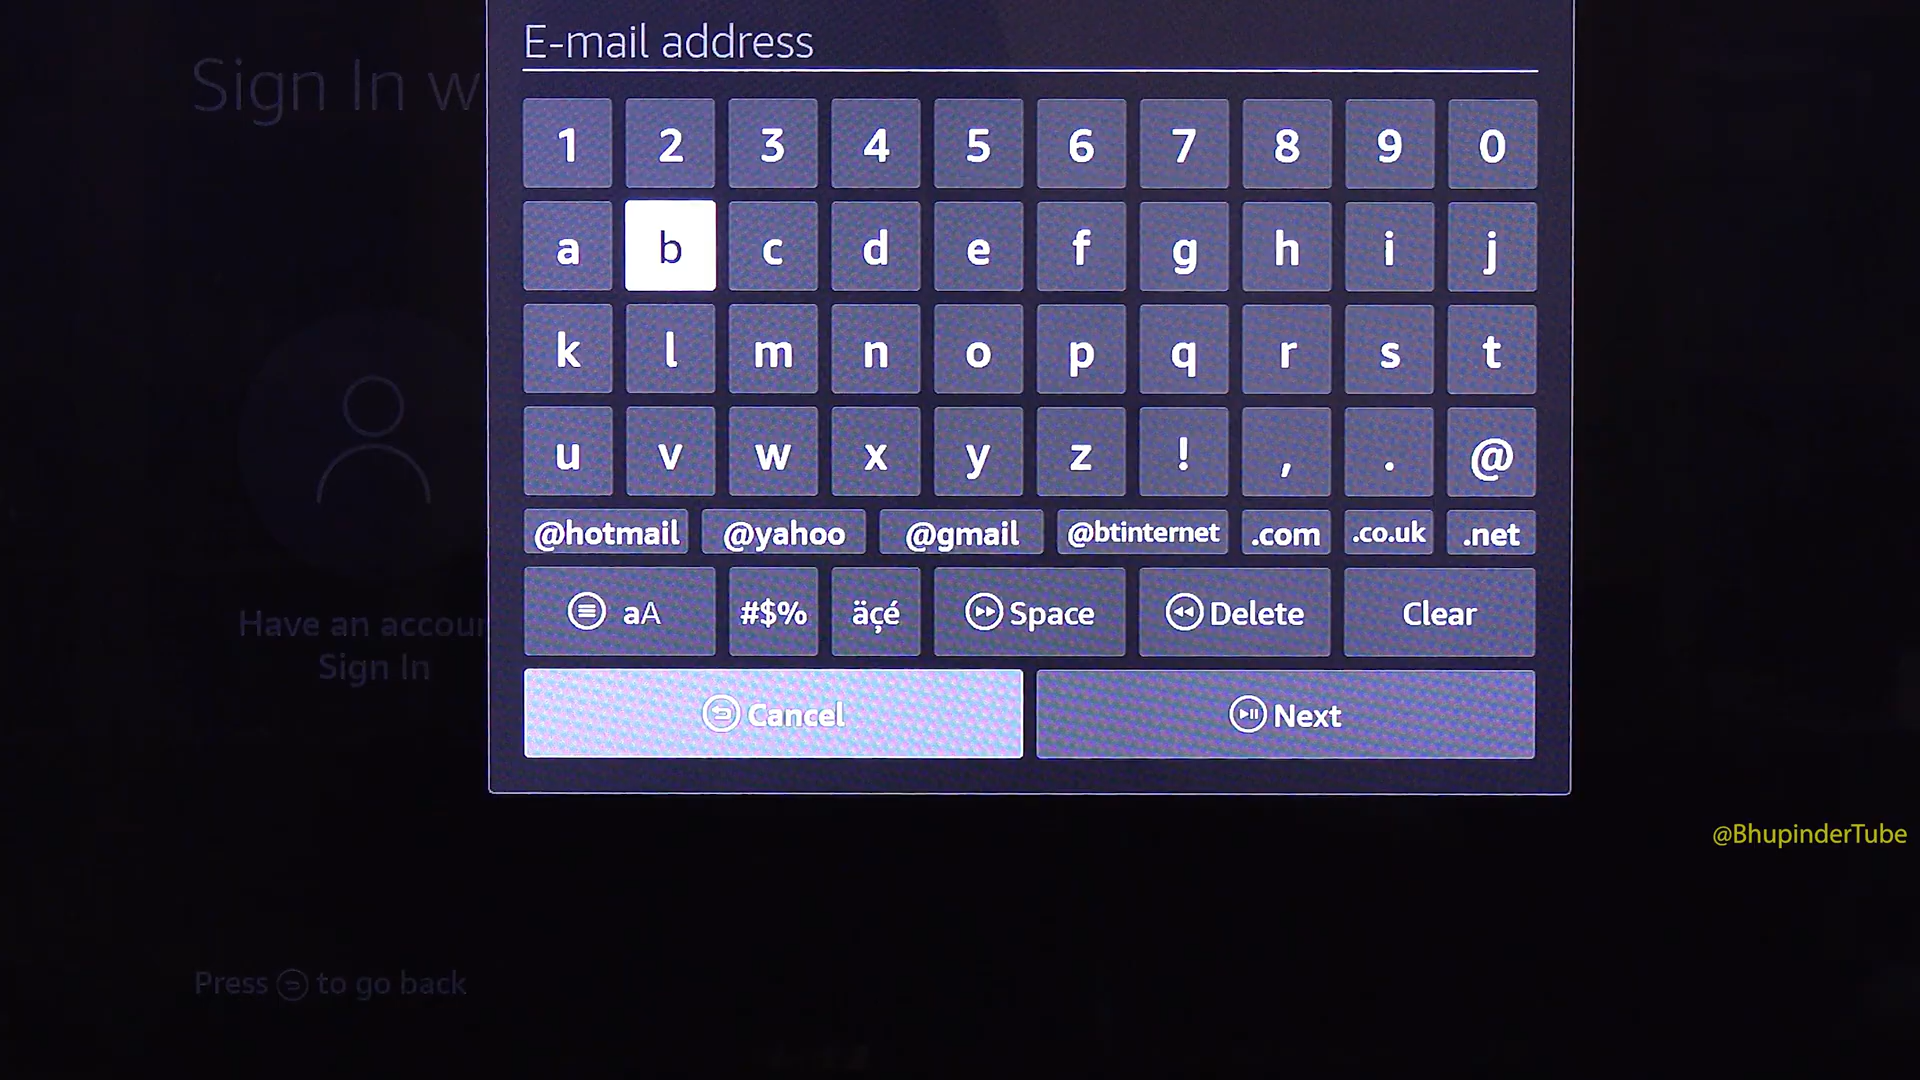 E-mail address
Sign In w
1 2 3 4 5 6 7 8 9 0
a b c d e f g h i j
k l m n o p q r s t
u v w x y z ! , . @
@hotmail @yahoo @gmail @btinternet .com .co.uk .net
aA #$% äçé Space Delete Clear
Cancel Next
Have an accour
Sign In
@BhupinderTube
Press to go back